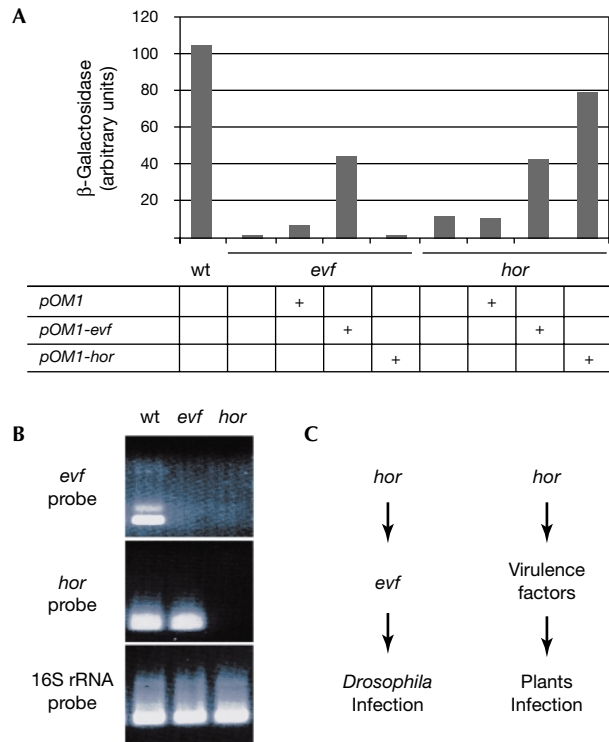 A
β-Galactosidase
(arbitrary units)
120
100
80
60
40
20
wt
evf
hor
pOM1
+
+
pOM1-evf
+
+
pOM1-hor
+
+
B
wt evf hor
evf
probe
hor
probe
16S rRNA
probe
C
hor
evf
Drosophila
Infection
hor
Virulence
factors
Plants
Infection